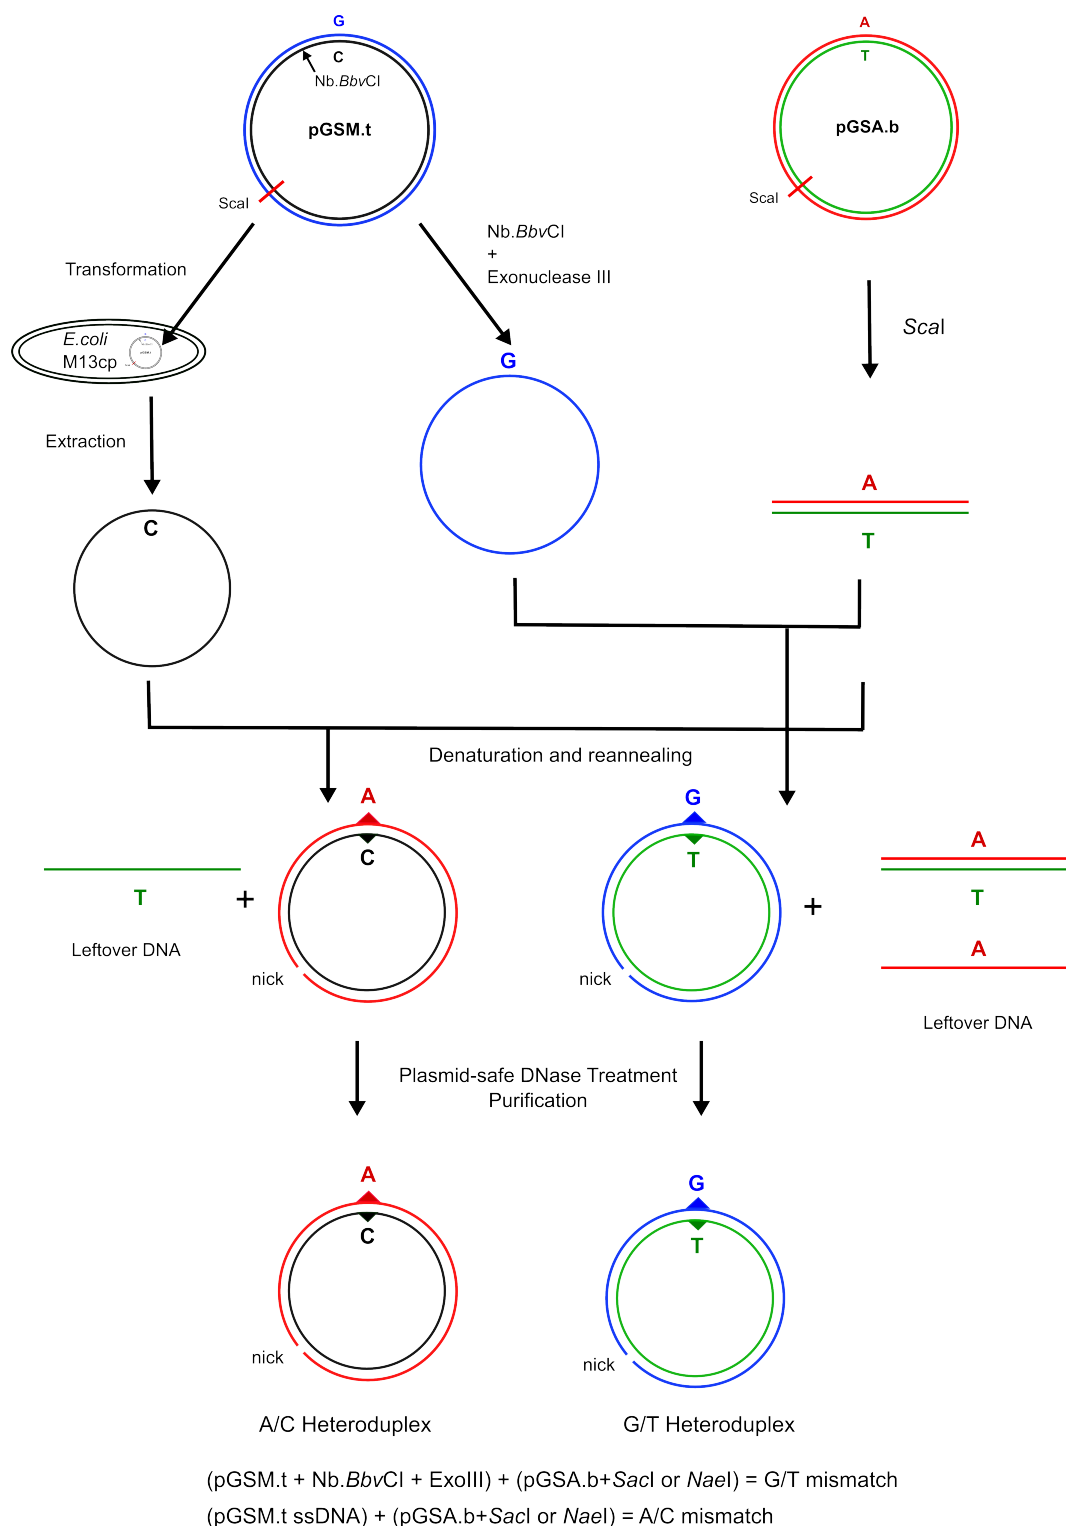 G
C
Nb.BbvCI
pGSM.t
ScaI
A
T
pGSA.b
ScaI
Transformation
Nb.BbvCI
+
Exonuclease III
ScaI
E.coli
M13cp
G
Extraction
C
A
T
Denaturation and reannealing
A
C
G
T
T
+
Leftover DNA
nick
nick
+
A
T
A
Leftover DNA
Plasmid-safe DNase Treatment
Purification
A
C
nick
G
T
nick
A/C Heteroduplex
G/T Heteroduplex
(pGSM.t + Nb.BbvCI + ExoIII) + (pGSA.b+SacI or NaeI) = G/T mismatch
(pGSM.t ssDNA) + (pGSA.b+SacI or NaeI) = A/C mismatch